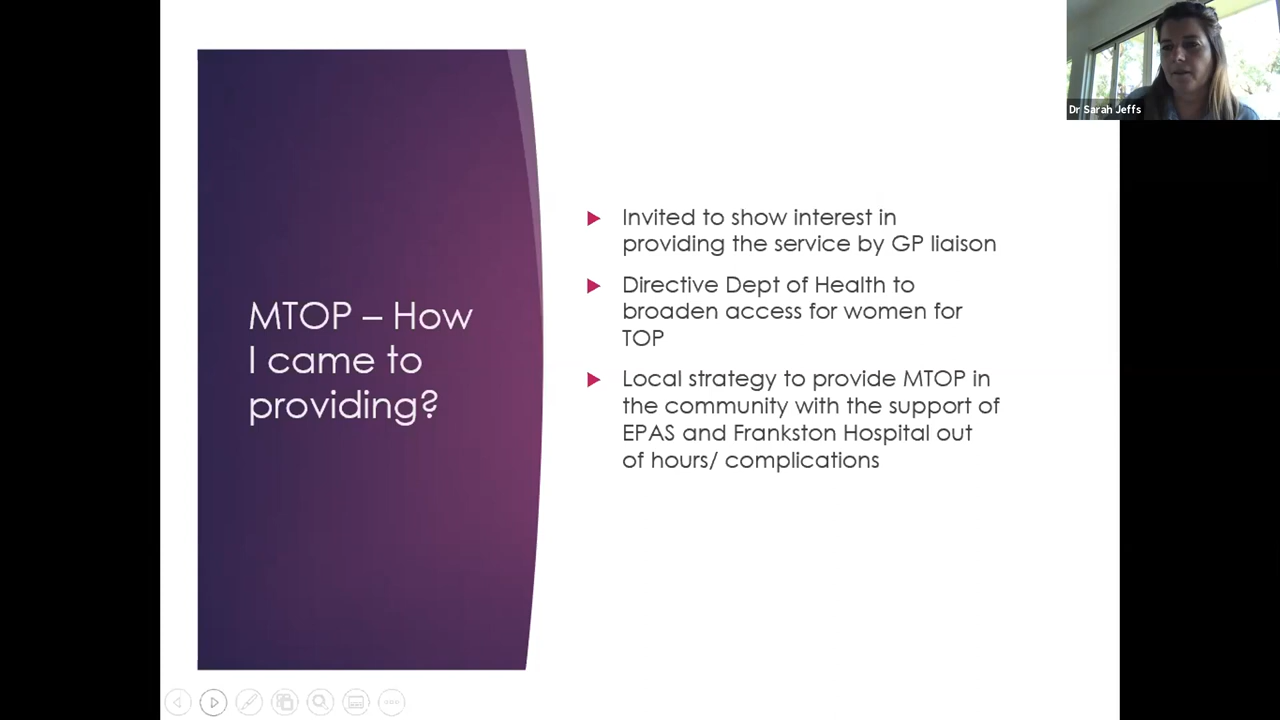 Dr Sarah Jeffs
MTOP – How
I came to
providing?
Invited to show interest in
providing the service by GP liaison
Directive Dept of Health to
broaden access for women for
TOP
Local strategy to provide MTOP in
the community with the support of
EPAS and Frankston Hospital out
of hours/ complications